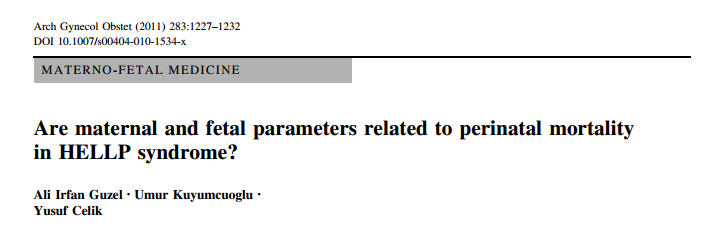 Arch Gynecol Obstet (2011) 283:1227–1232
DOI 10.1007/s00404-010-1534-x
MATERNO-FETAL MEDICINE
Are maternal and fetal parameters related to perinatal mortality
in HELLP syndrome?
Ali Irfan Guzel · Umur Kuyumcuoglu ·
Yusuf Celik